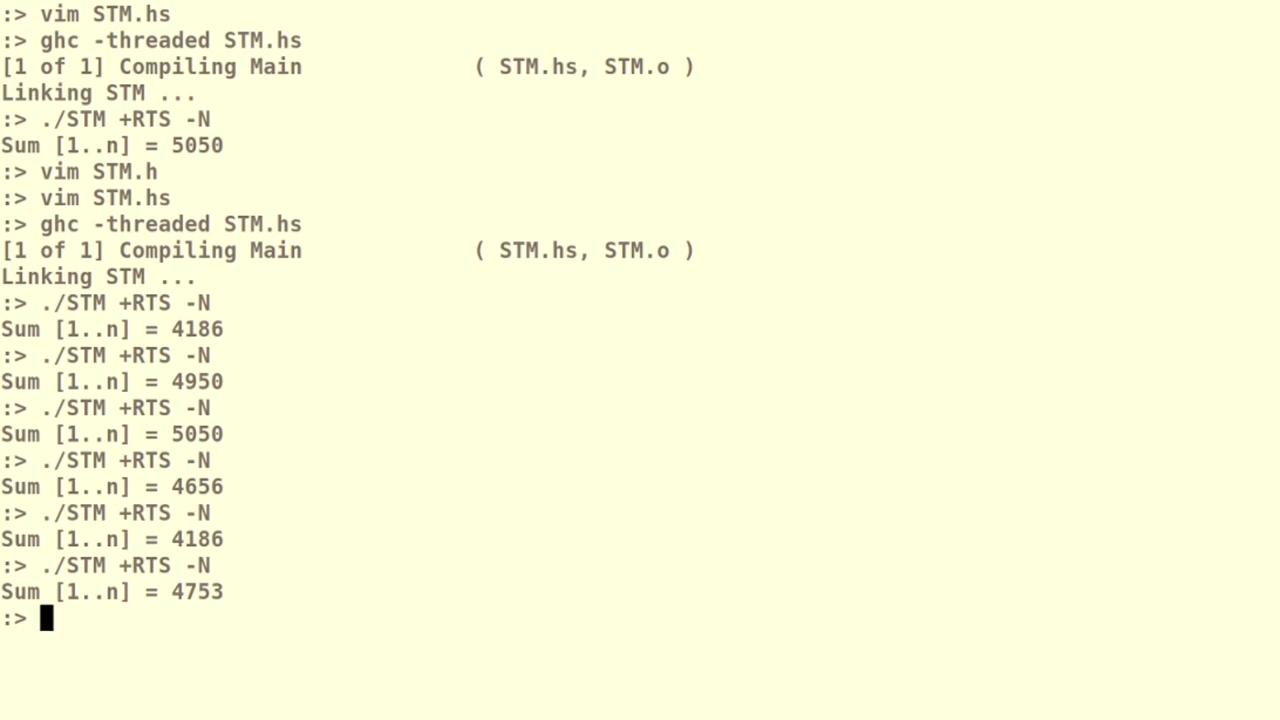 :> vim STM.hs
:> ghc -threaded STM.hs
[1 of 1] Compiling Main             ( STM.hs, STM.o )
Linking STM ...
:> ./STM +RTS -N
Sum [1..n] = 5050
:> vim STM.h
:> vim STM.hs
:> ghc -threaded STM.hs
[1 of 1] Compiling Main             ( STM.hs, STM.o )
Linking STM ...
:> ./STM +RTS -N
Sum [1..n] = 4186
:> ./STM +RTS -N
Sum [1..n] = 4950
:> ./STM +RTS -N
Sum [1..n] = 5050
:> ./STM +RTS -N
Sum [1..n] = 4656
:> ./STM +RTS -N
Sum [1..n] = 4186
:> ./STM +RTS -N
Sum [1..n] = 4753
:>